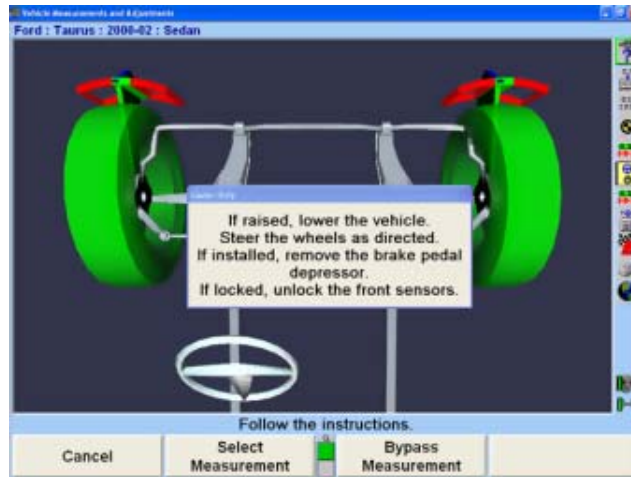 Vehicle Measurements and Adjustments
Ford : Taurus : 2000-02 : Sedan
If raised, lower the vehicle.
Steer the wheels as directed.
If installed, remove the brake pedal
depressor.
If locked, unlock the front sensors.
Follow the instructions.
Cancel
Select
Measurement
Bypass
Measurement